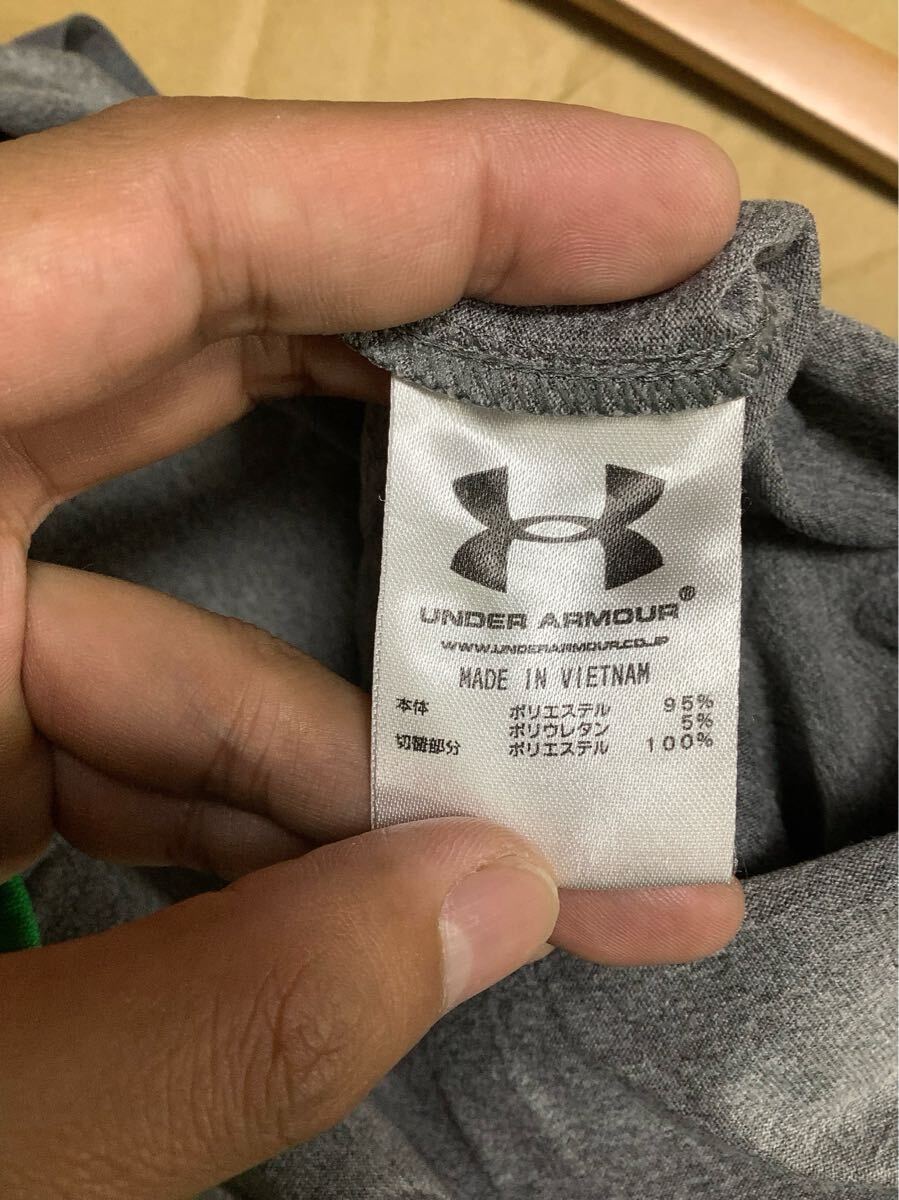 UNDER ARMOUR®
WWW.UNDERARMOUR.CO.JP
MADE IN VIETNAM
本体 ポリエステル 95%
ポリウレタン 5%
切替部分 ポリエステル 100%